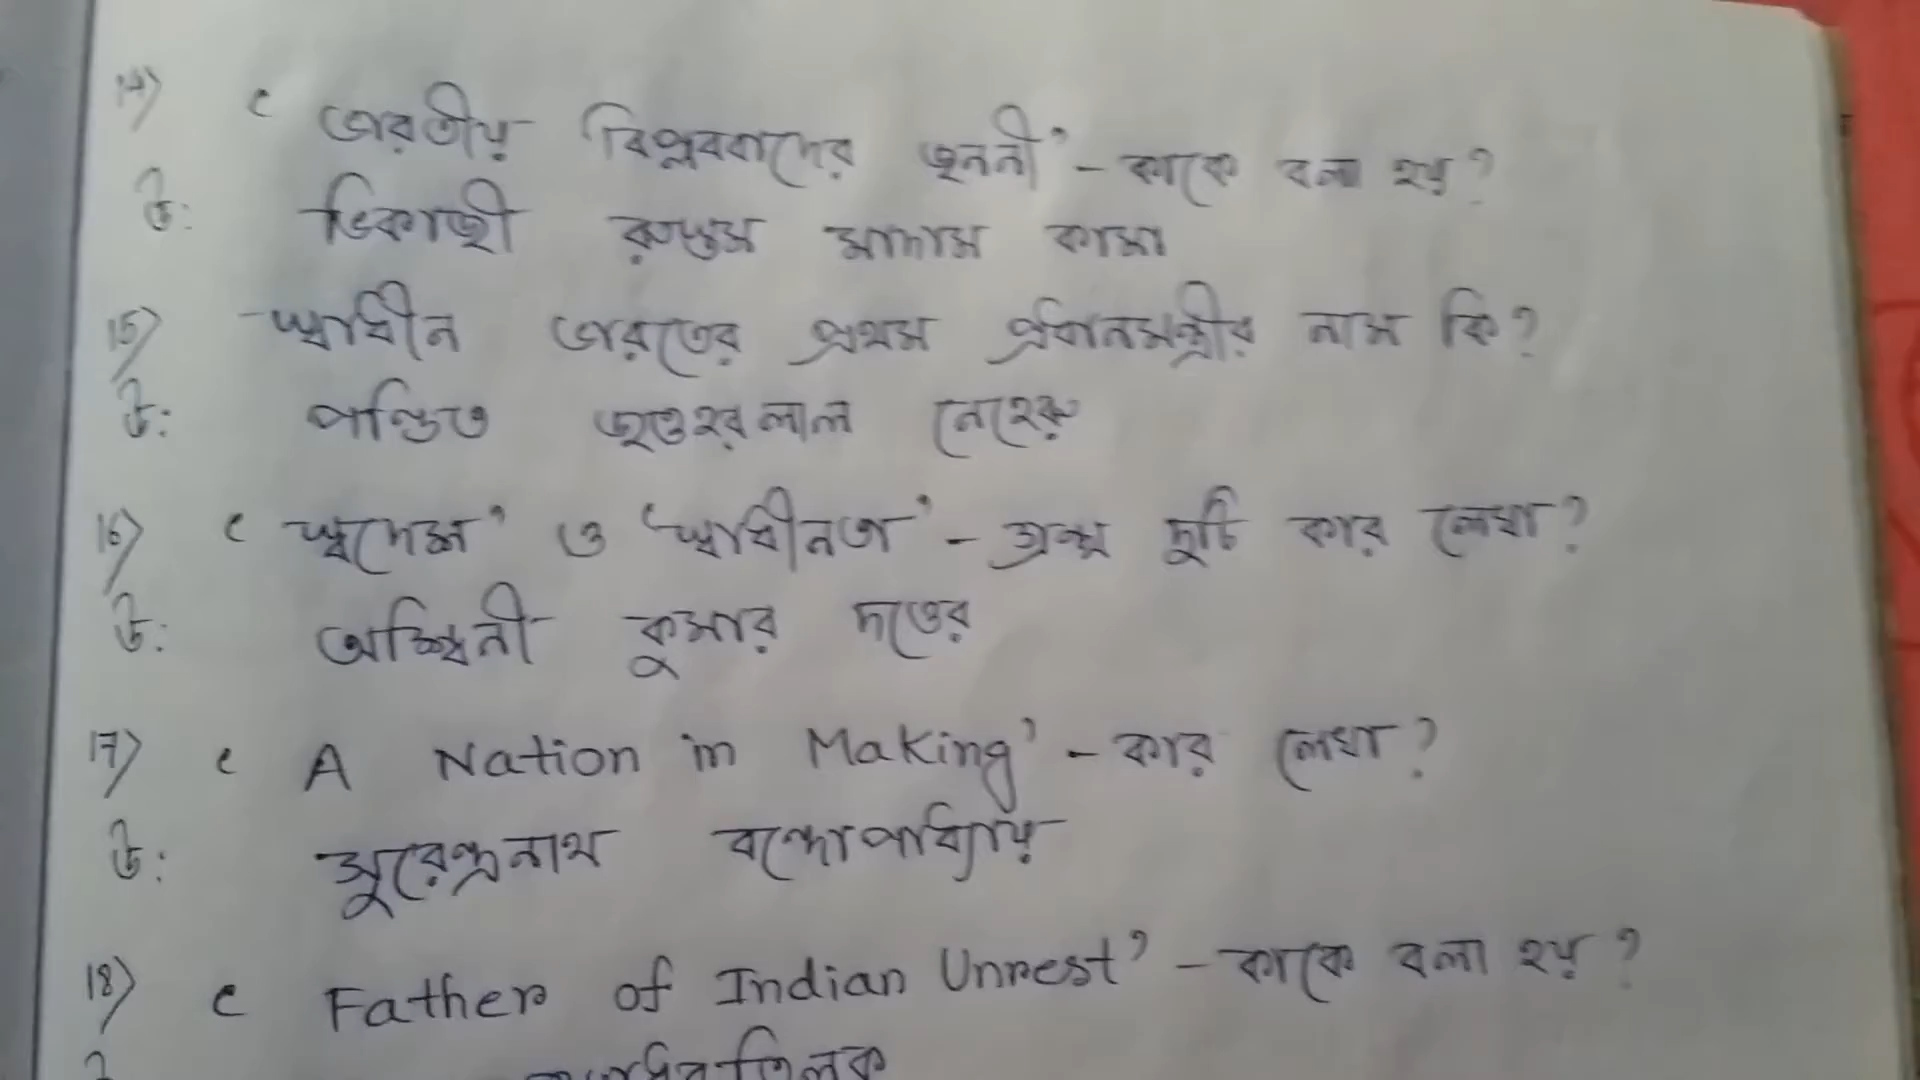 14) ‘ভারতীয় বিপ্লববাদের জননী’ - কাকে বলা হয়?
উ: ভিকাজী রুস্তম মাদাম কামা
15) স্বাধীন ভারতের প্রথম প্রধানমন্ত্রীর নাম কি?
উ: পন্ডিত জওহরলাল নেহেরু
16) ‘স্বদেশ’ ও ‘স্বাধীনতা’ - গ্রন্থ দুটি কার লেখা?
উ: অশ্বিনী কুমার দত্তের
17) ‘A Nation in Making’ - কার লেখা?
উ: সুরেন্দ্রনাথ বন্দোপাধ্যায়
18) ‘Father of Indian Unrest’ - কাকে বলা হয়?
তিলক